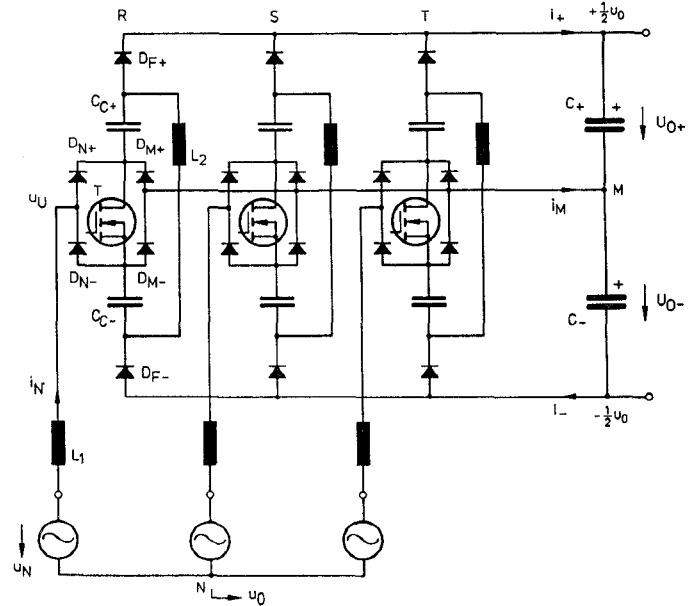 R S T i+ +½u0
DF+
CC+ C+ + U0+
DN+ DM+ L2
uU T iM M
DN- DM- +
CC- C- U0-
DF- i- -½u0
iN
L1
uN N u0